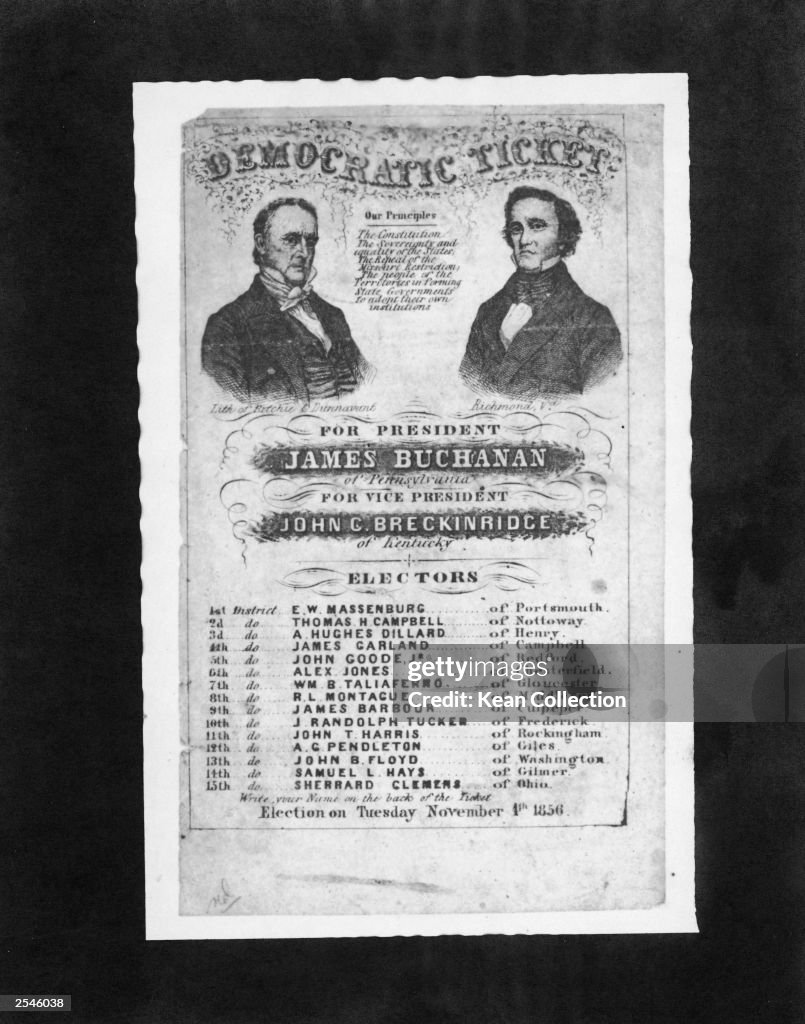 DEMOCRATIC TICKET.
Our Principles
The Constitution.
The Sovereignty and
equality of the States,
The Repeal of the
Missouri Restriction,
The people of the
Territories in forming
State Governments
to adopt their own
institutions
Lith of Ritchie & Dunnavant
Richmond, Va
FOR PRESIDENT
JAMES BUCHANAN
of Pennsylvania
FOR VICE PRESIDENT
JOHN C. BRECKINRIDGE
of Kentucky
ELECTORS
1st District E. W. MASSENBURG of Portsmouth.
2d do THOMAS H. CAMPBELL of Nottoway.
3d do A. HUGHES DILLARD of Henry.
4th do JAMES GARLAND of Campbell
5th do JOHN GOODE, of Bedford.
6th do ALEX JONES of
7th do WM B. TALIAFERRO of Gloucester
8th do R. L. MONTAGUE of
9th do JAMES BARBOUR of Culpeper
10th do J. RANDOLPH TUCKER of Frederick.
11th do JOHN T. HARRIS of Rockingham
12th do A. G. PENDLETON of Giles.
13th do JOHN B. FLOYD of Washington
14th do SAMUEL L. HAYS of Gilmer.
15th do SHERRARD CLEMENS of Ohio.
Write your Name on the back of the Ticket
Election on Tuesday November 4th 1856.
gettyimages
Kean Collection
2546038